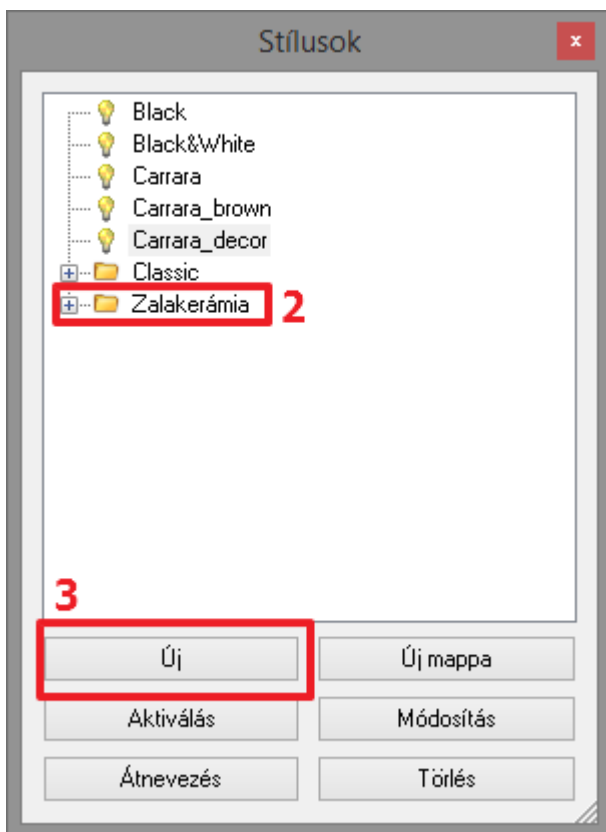 Stílusok
x
Black
Black&White
Carrara
Carrara_brown
Carrara_decor
Classic
Zalakerámia 2
3
Új Új mappa
Aktiválás Módosítás
Átnevezés Törlés